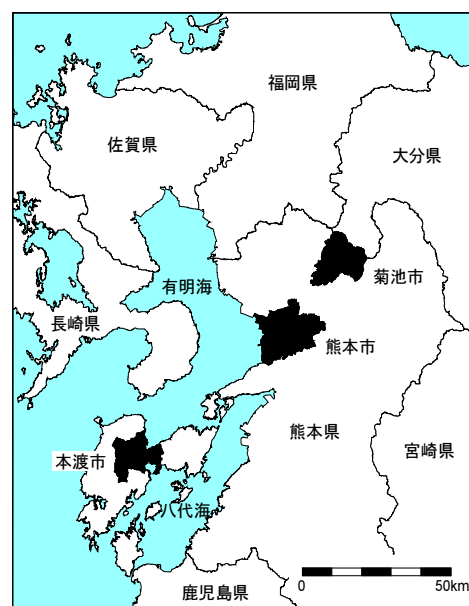 福岡県
佐賀県
大分県
有明海
菊池市
長崎県
熊本市
熊本県
宮崎県
本渡市
八代海
鹿児島県
0 50km